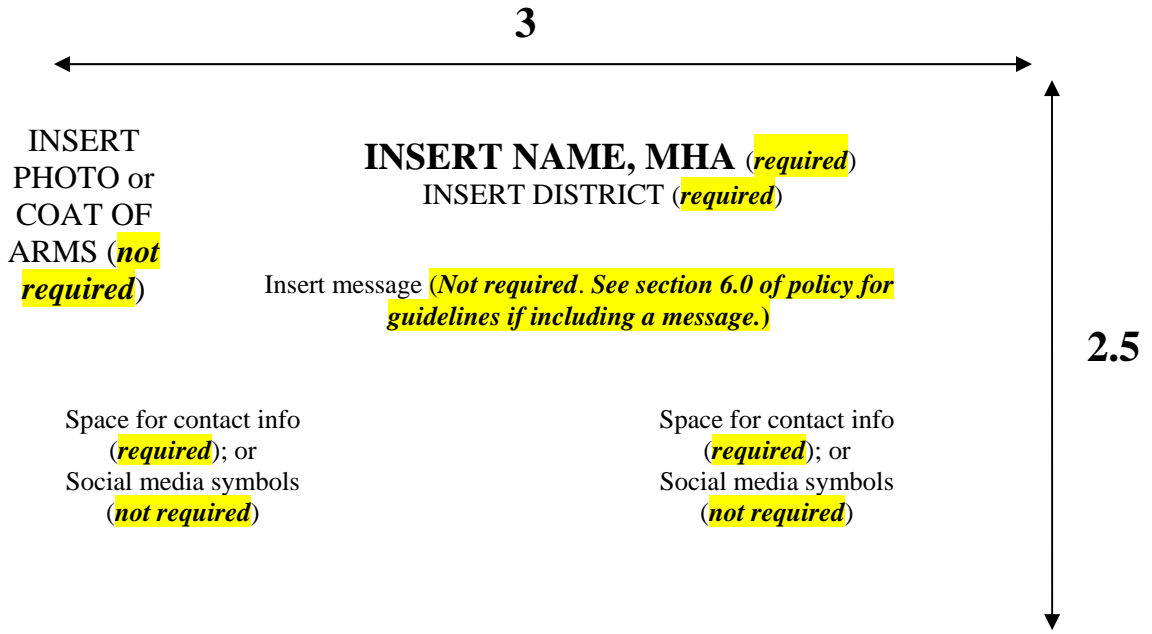 3
INSERT
PHOTO or
COAT OF
ARMS (not
required)
INSERT NAME, MHA (required)
INSERT DISTRICT (required)
Insert message (Not required. See section 6.0 of policy for
guidelines if including a message.)
2.5
Space for contact info
(required); or
Social media symbols
(not required)
Space for contact info
(required); or
Social media symbols
(not required)